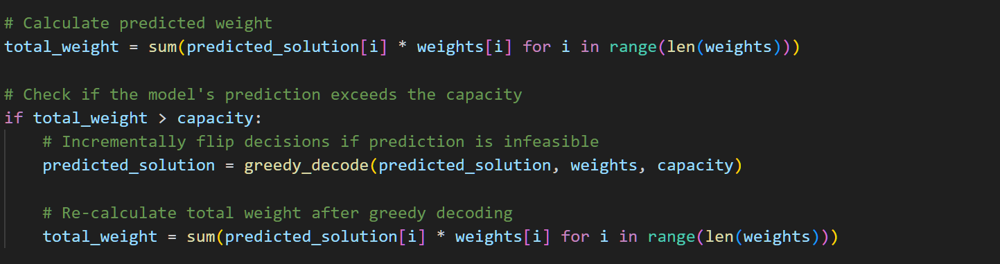 # Calculate predicted weight
total_weight = sum(predicted_solution[i] * weights[i] for i in range(len(weights)))
# Check if the model's prediction exceeds the capacity
if total_weight > capacity:
# Incrementally flip decisions if prediction is infeasible
predicted_solution = greedy_decode(predicted_solution, weights, capacity)
# Re-calculate total weight after greedy decoding
total_weight = sum(predicted_solution[i] * weights[i] for i in range(len(weights)))